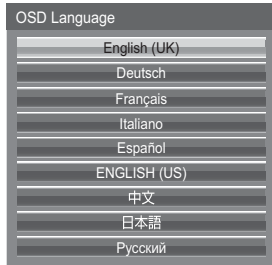 OSD Language
English (UK)
Deutsch
Français
Italiano
Español
ENGLISH (US)
中文
日本語
Русский